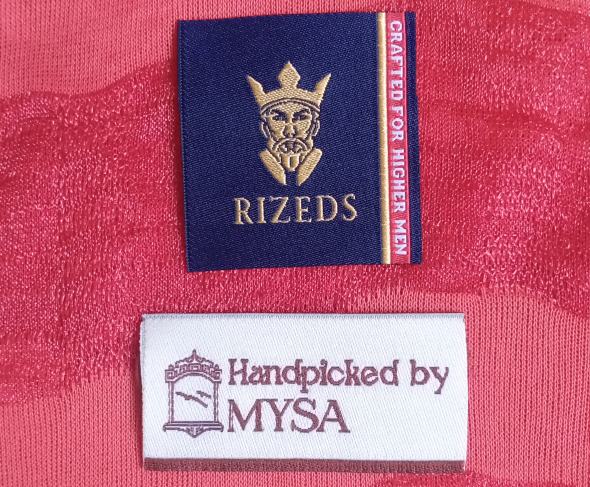 RIZEDS
CRAFTED FOR HIGHER MEN
Handpicked by
MYSA